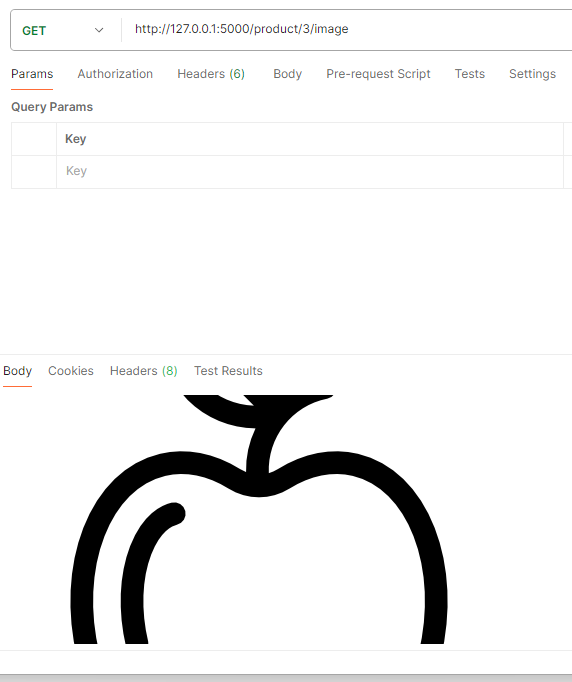 GET http://127.0.0.1:5000/product/3/image
Params Authorization Headers (6) Body Pre-request Script Tests Settings
Query Params
Key
Key
Body Cookies Headers (8) Test Results